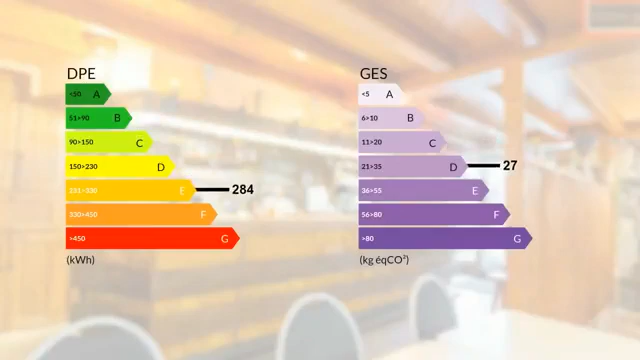 DPE
<50 A
51>90 B
90>150 C
150>230 D
231>330 E
284
330>450 F
>450 G
(kWh)
GES
<5 A
6>10 B
11>20 C
21>35 D
27
36>55 E
56>80 F
>80 G
(kg éqCO²)